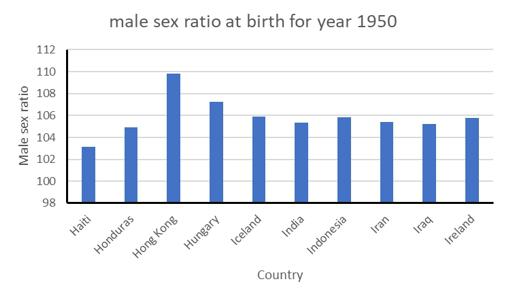 male sex ratio at birth for year 1950
Male sex ratio
112
110
108
106
104
102
100
98
Haiti
Honduras
Hong Kong
Hungary
Iceland
India
Indonesia
Iran
Iraq
Ireland
Country